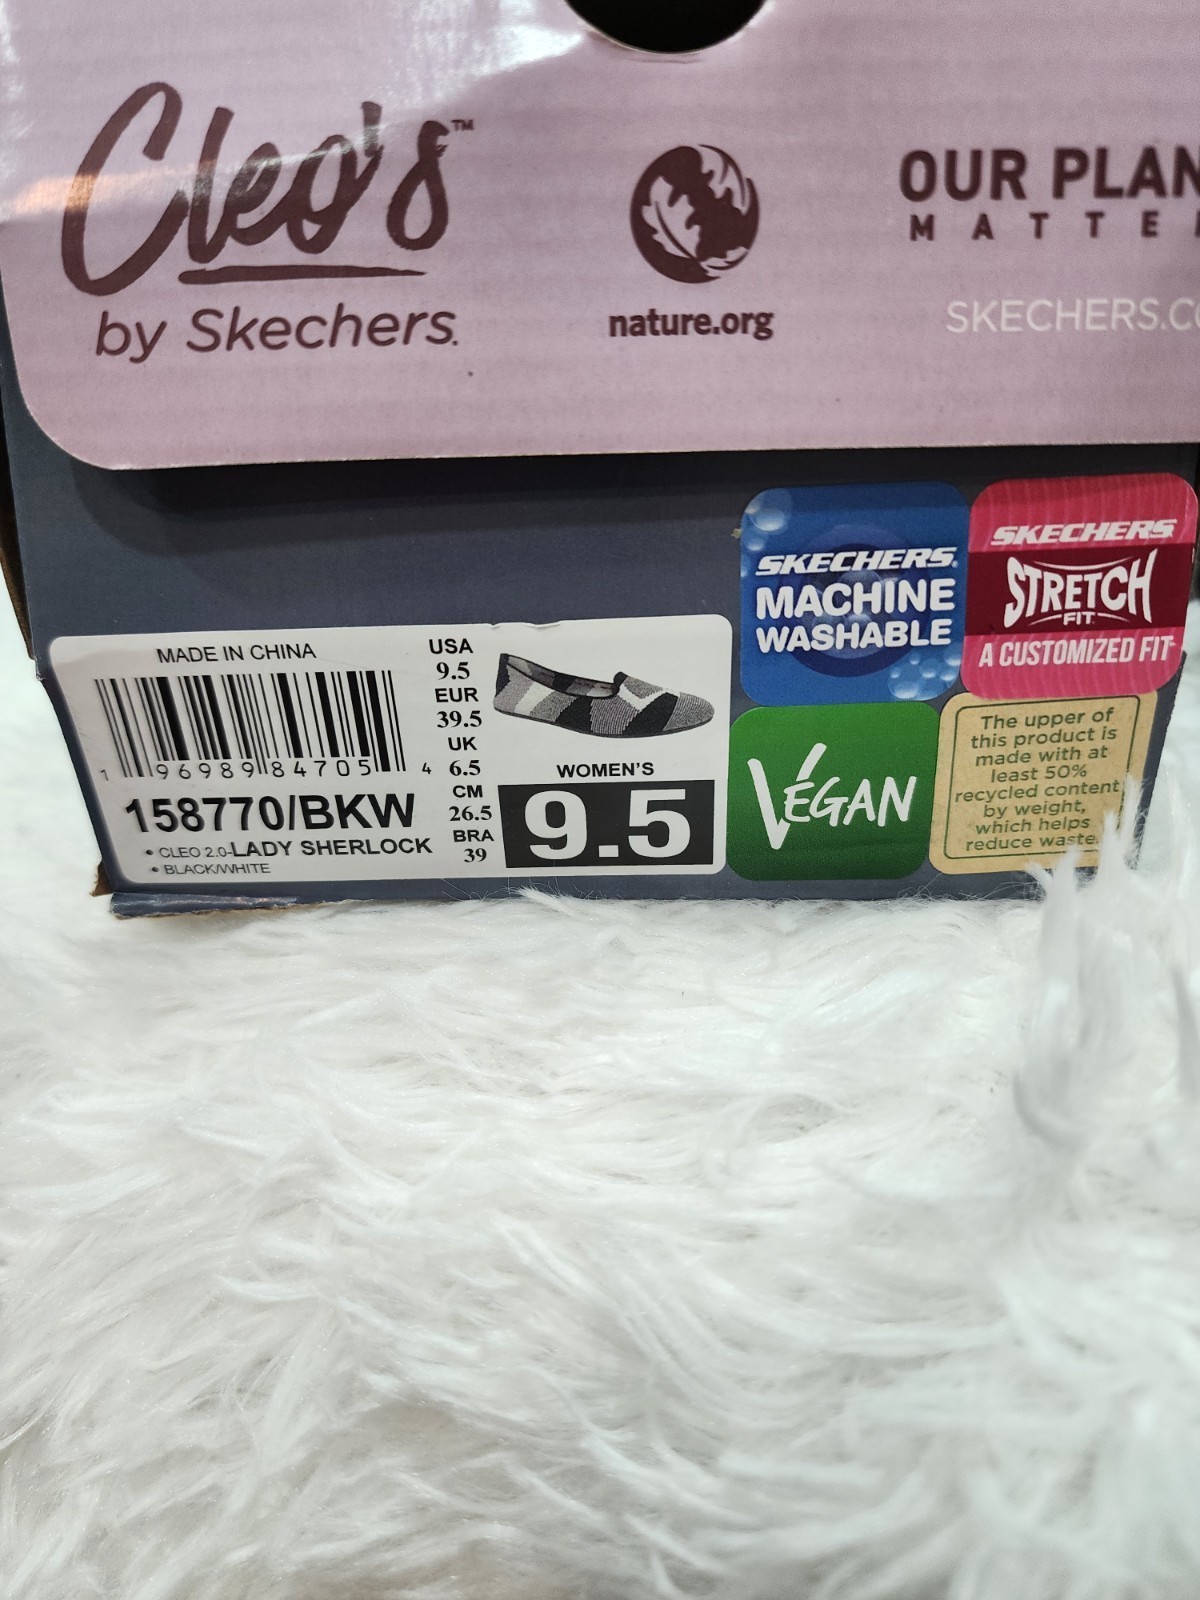 Cleo's™
by Skechers.
nature.org
OUR PLAN
MATTE
SKECHERS.CO
MADE IN CHINA
1 96989 84705 4
158770/BKW
• CLEO 2.0-LADY SHERLOCK
• BLACK/WHITE
USA
9.5
EUR
39.5
UK
6.5
CM
26.5
BRA
39
WOMEN'S
9.5
SKECHERS.
MACHINE
WASHABLE
SKECHERS
STRETCH
FIT
A CUSTOMIZED FIT
VEGAN
The upper of
this product is
made with at
least 50%
recycled content
by weight,
which helps
reduce waste.